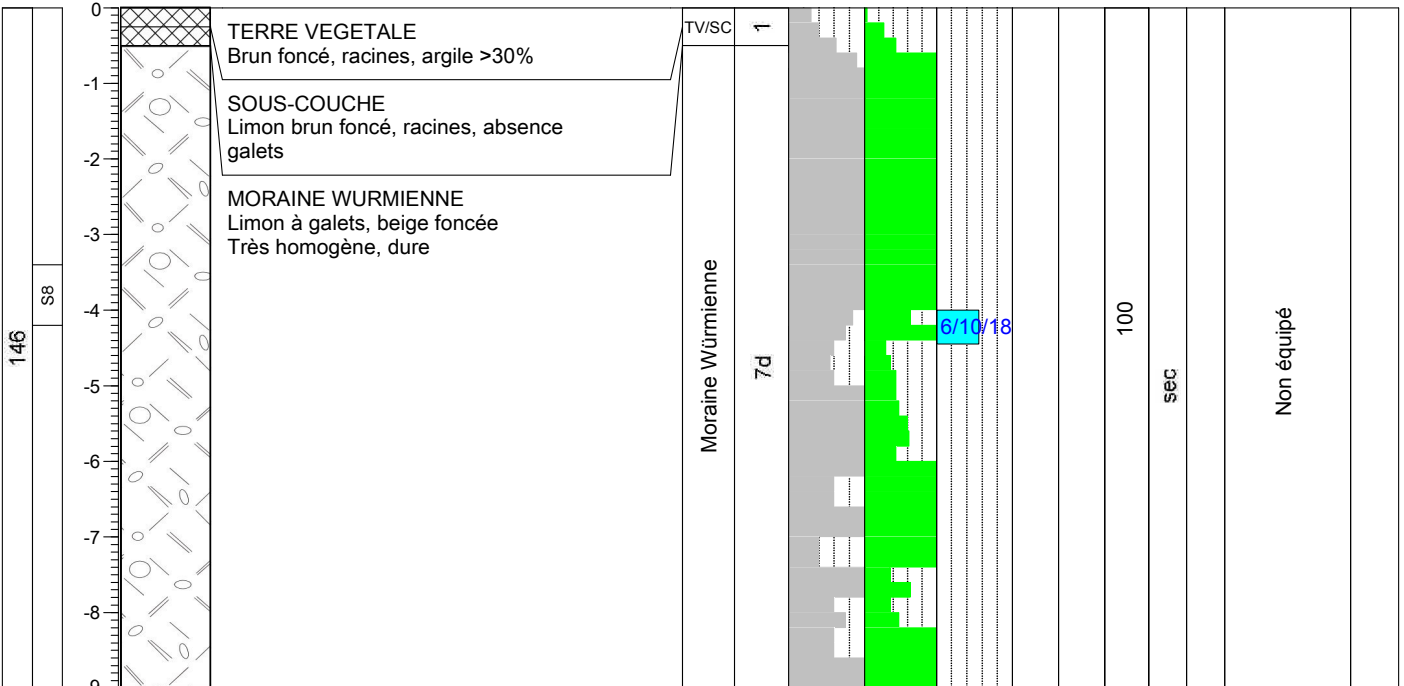 0
-1
-2
-3
-4
-5
-6
-7
-8
-9
146
S8
TERRE VEGETALE
Brun foncé, racines, argile >30%
SOUS-COUCHE
Limon brun foncé, racines, absence
galets
MORAINE WURMIENNE
Limon à galets, beige foncée
Très homogène, dure
TV/SC
1
Moraine Würmienne
7d
6/10/18
100
sec
Non équipé